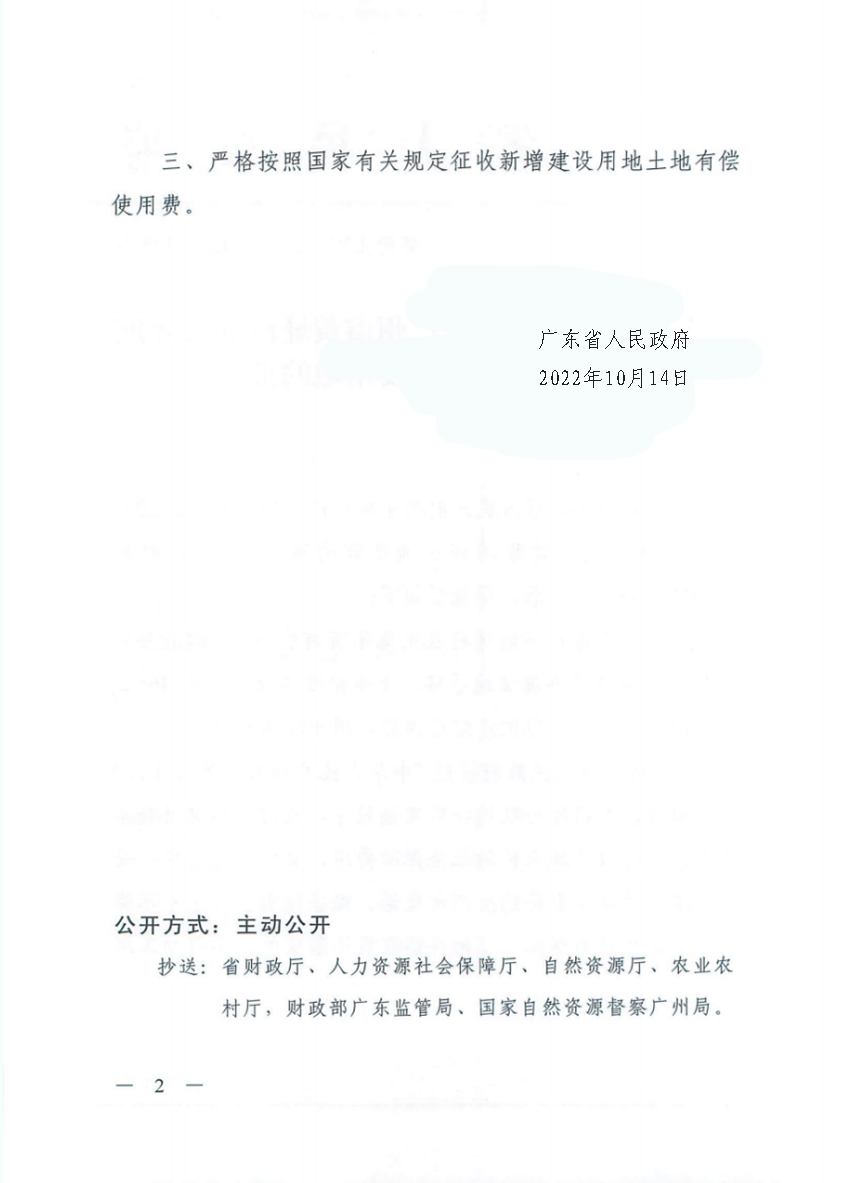 三、严格按照国家有关规定征收新增建设用地土地有偿
使用费。
广东省人民政府
2022年10月14日
公开方式：主动公开
抄送：省财政厅、人力资源社会保障厅、自然资源厅、农业农
村厅，财政部广东监管局、国家自然资源督察广州局。
— 2 —